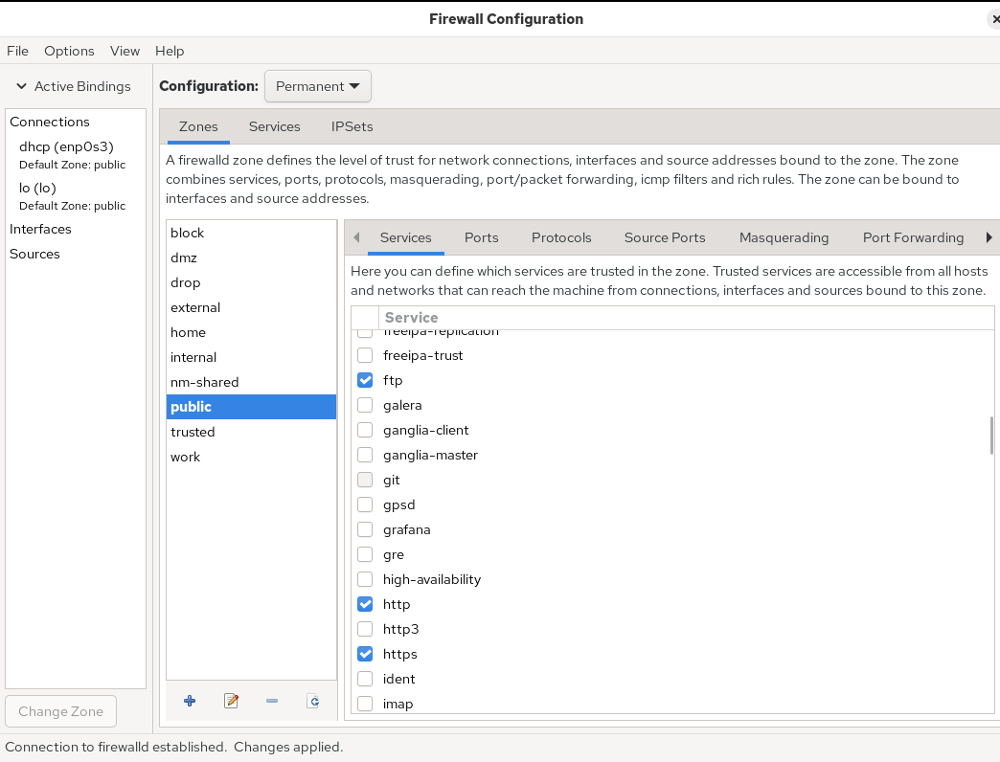 Firewall Configuration
File Options View Help
Active Bindings
Configuration: Permanent
Connections
dhcp (enp0s3)
Default Zone: public
lo (lo)
Default Zone: public
Interfaces
Sources
Change Zone
Zones Services IPSets
A firewalld zone defines the level of trust for network connections, interfaces and source addresses bound to the zone. The zone
combines services, ports, protocols, masquerading, port/packet forwarding, icmp filters and rich rules. The zone can be bound to
interfaces and source addresses.
block
dmz
drop
external
home
internal
nm-shared
public
trusted
work
Services Ports Protocols Source Ports Masquerading Port Forwarding
Here you can define which services are trusted in the zone. Trusted services are accessible from all hosts
and networks that can reach the machine from connections, interfaces and sources bound to this zone.
Service
freeipa-replication
freeipa-trust
ftp
galera
ganglia-client
ganglia-master
git
gpsd
grafana
gre
high-availability
http
http3
https
ident
imap
Connection to firewalld established. Changes applied.